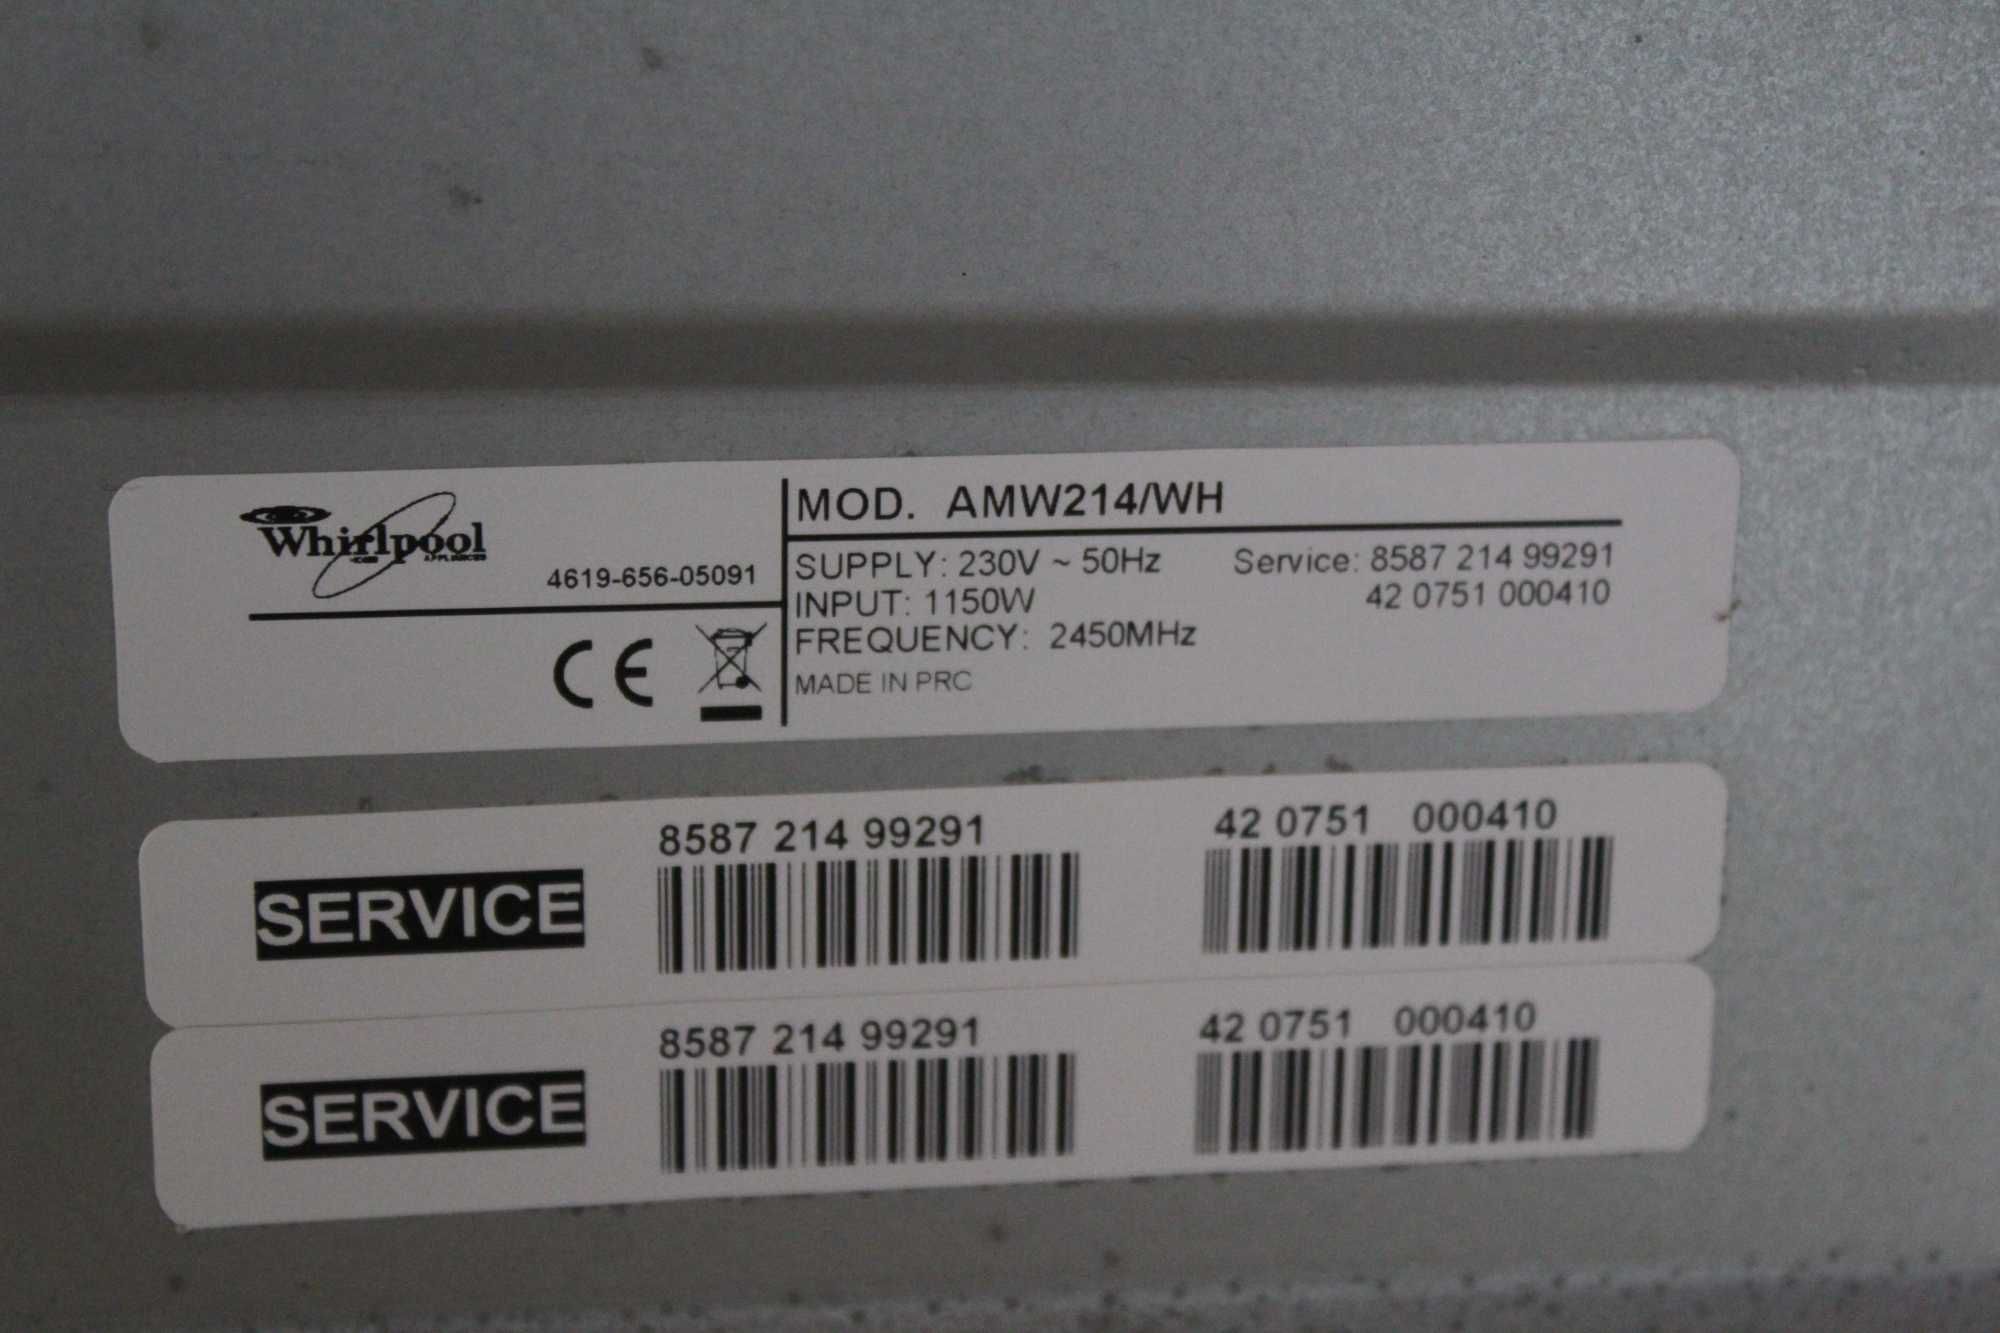 Whirlpool
4619-656-05091
CE
MOD. AMW214/WH
SUPPLY: 230V ~ 50Hz Service: 8587 214 99291
INPUT: 1150W 42 0751 000410
FREQUENCY: 2450MHz
MADE IN PRC
SERVICE 8587 214 99291 42 0751 000410
SERVICE 8587 214 99291 42 0751 000410